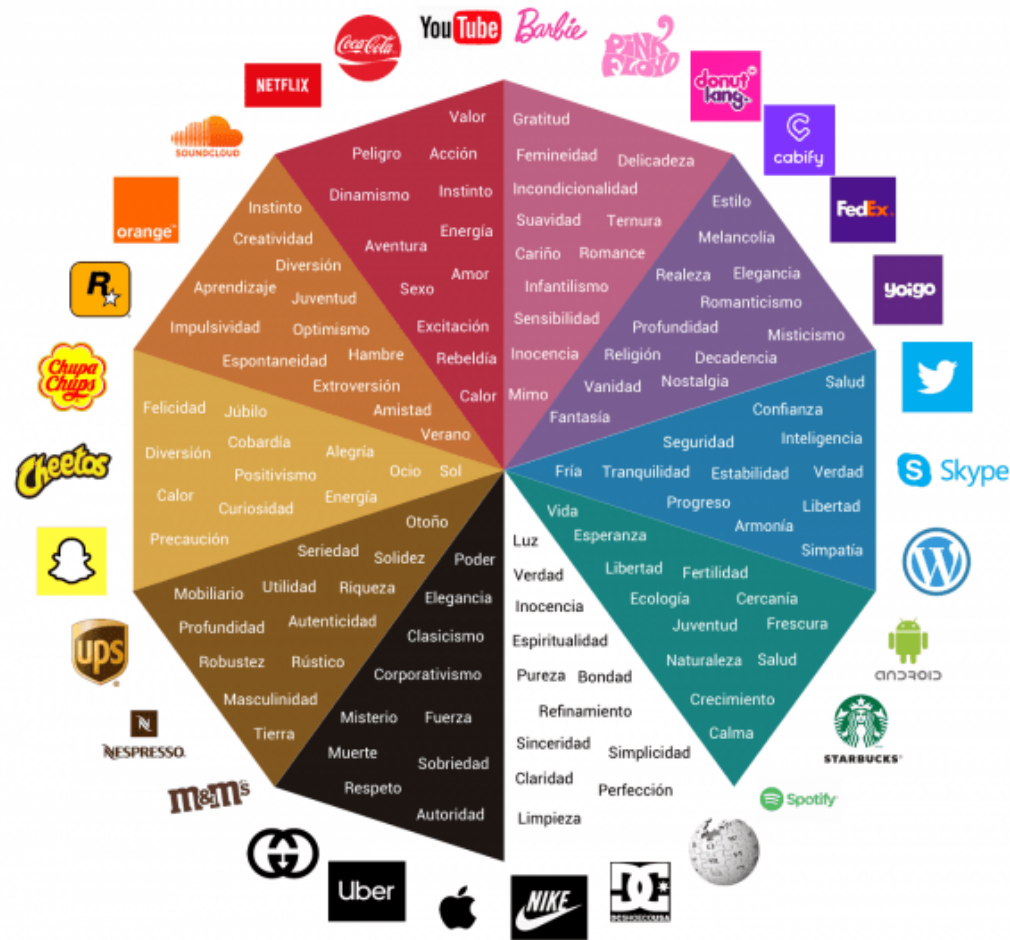 YouTube
Barbie
Coca-Cola
PINK FLOYD
NETFLIX
donut king.
cabify
SOUNDCLOUD
FedEx.
orange™
yoigo
R
Chupa Chups
Cheetos
Skype
W
ups
ANDROID
N
NESPRESSO.
STARBUCKS®
m&m's
Spotify®
Uber
NIKE
DCSHOECOUSA
Valor
Peligro Acción
Dinamismo Instinto
Energía
Aventura
Amor
Sexo
Excitación
Rebeldía
Calor
Gratitud
Femineidad Delicadeza
Incondicionalidad
Suavidad Ternura
Cariño Romance
Infantilismo
Sensibilidad
Inocencia
Mimo
Estilo
Melancolía
Realeza Elegancia
Romanticismo
Profundidad Misticismo
Religión Decadencia
Vanidad Nostalgia
Fantasía
Salud
Confianza
Seguridad Inteligencia
Fría Tranquilidad Estabilidad Verdad
Progreso Libertad
Armonía
Simpatía
Vida
Esperanza
Libertad Fertilidad
Ecología Cercanía
Juventud Frescura
Naturaleza Salud
Crecimiento
Calma
Luz
Verdad
Inocencia
Espiritualidad
Pureza Bondad
Refinamiento
Sinceridad Simplicidad
Claridad
Perfección
Limpieza
Poder
Elegancia
Clasicismo
Corporativismo
Misterio Fuerza
Muerte
Sobriedad
Respeto
Autoridad
Otoño
Seriedad Solidez
Mobiliario Utilidad Riqueza
Profundidad Autenticidad
Robustez Rústico
Masculinidad
Tierra
Felicidad Júbilo
Diversión Cobardía Alegría
Positivismo Ocio Sol
Calor Curiosidad Energía
Precaución
Instinto
Creatividad
Diversión
Aprendizaje Juventud
Impulsividad Optimismo
Espontaneidad Hambre
Extroversión
Amistad
Verano